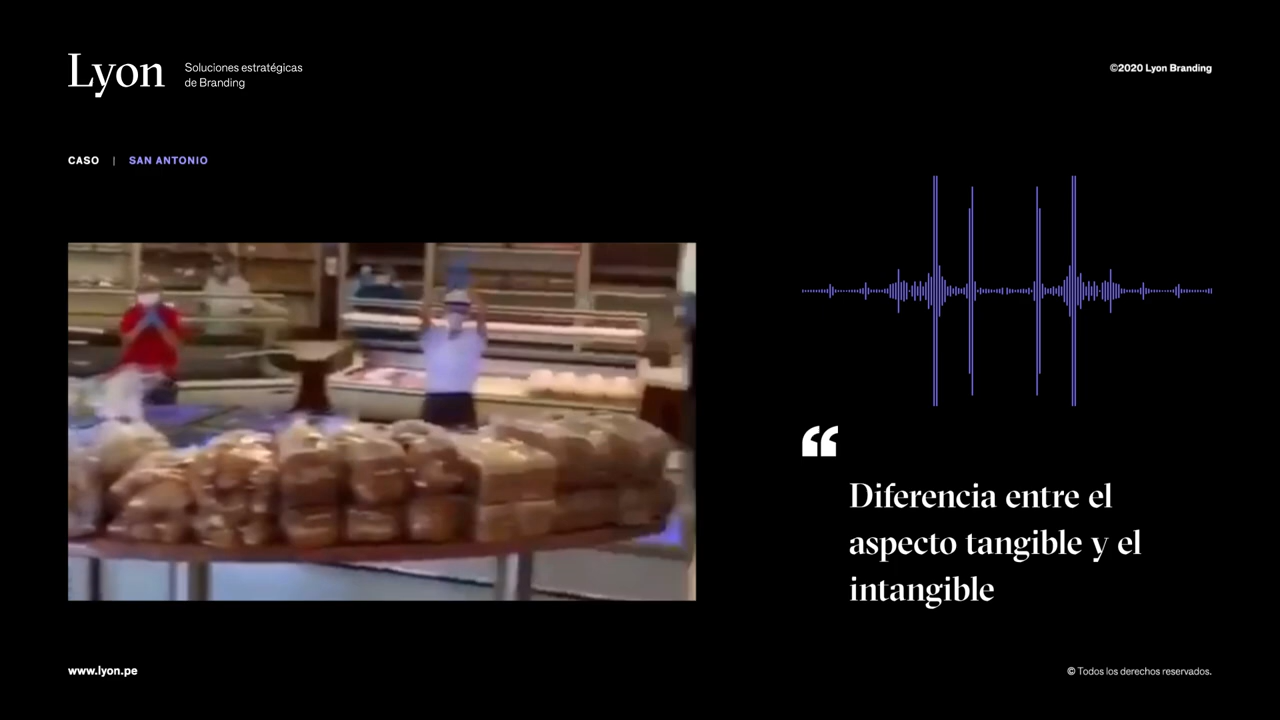 Lyon
Soluciones estratégicas
de Branding
©2020 Lyon Branding
CASO | SAN ANTONIO
“
Diferencia entre el
aspecto tangible y el
intangible
www.lyon.pe
© Todos los derechos reservados.